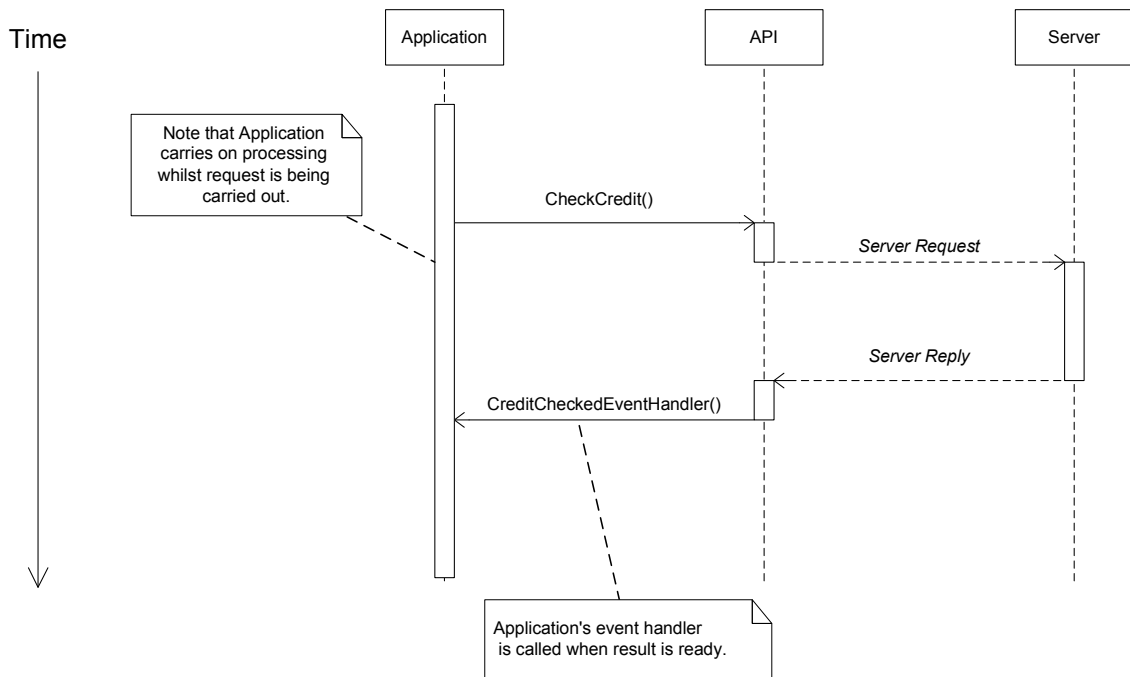 Time
Application
API
Server
Note that Application
carries on processing
whilst request is being
carried out.
CheckCredit()
Server Request
Server Reply
CreditCheckedEventHandler()
Application's event handler
is called when result is ready.